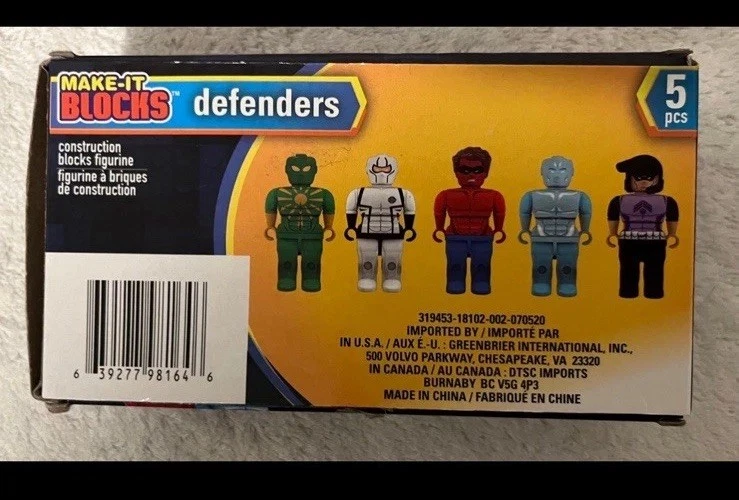 MAKE-IT
BLOCKS™
defenders
5
pcs
construction
blocks figurine
figurine à briques
de construction
319453-18102-002-070520
IMPORTED BY / IMPORTÉ PAR
IN U.S.A. / AUX É.-U. : GREENBRIER INTERNATIONAL, INC.,
500 VOLVO PARKWAY, CHESAPEAKE, VA 23320
IN CANADA / AU CANADA : DTSC IMPORTS
BURNABY BC V5G 4P3
MADE IN CHINA / FABRIQUÉ EN CHINE
6 39277 98164 6